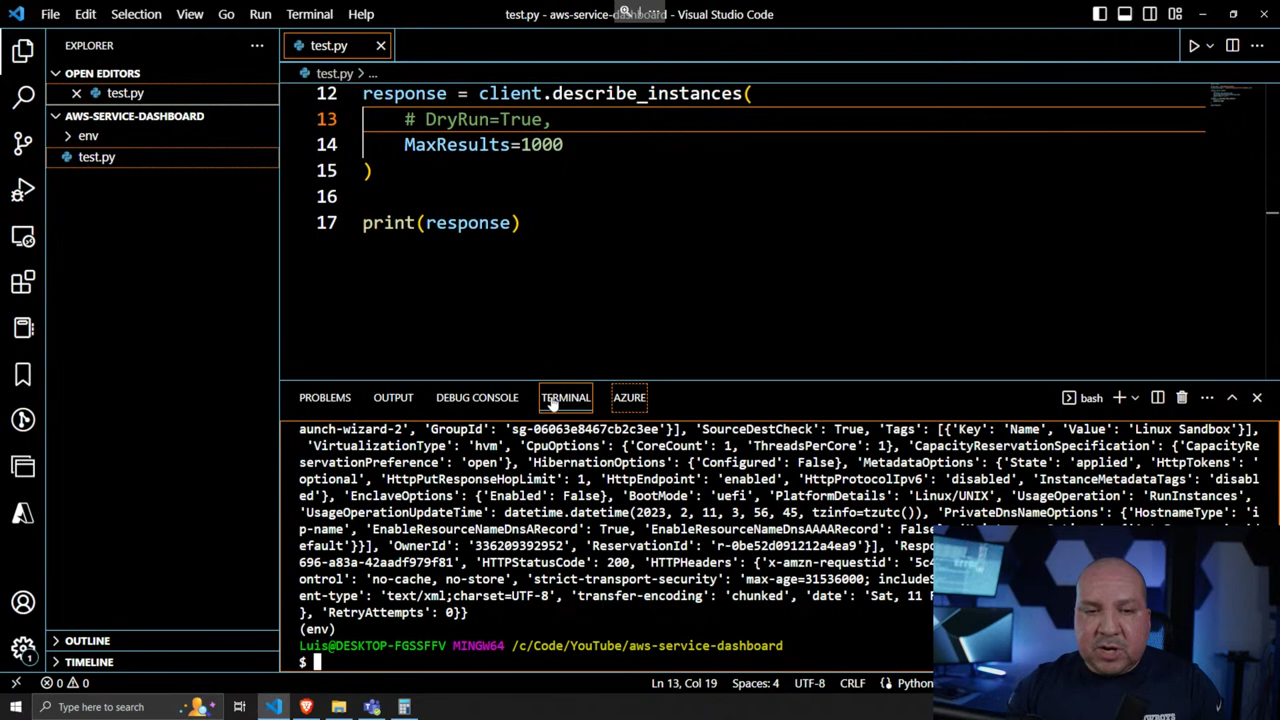 File Edit Selection View Go Run Terminal Help
test.py - aws-service-dashboard - Visual Studio Code
EXPLORER
test.py
OPEN EDITORS
test.py
test.py > ...
AWS-SERVICE-DASHBOARD
env
test.py
12 response = client.describe_instances(
13 # DryRun=True,
14 MaxResults=1000
15 )
16
17 print(response)
PROBLEMS OUTPUT DEBUG CONSOLE TERMINAL AZURE
bash
aunch-wizard-2', 'GroupId': 'sg-06063e8467cb2c3ee'}], 'SourceDestCheck': True, 'Tags': [{'Key': 'Name', 'Value': 'Linux Sandbox'}],
'VirtualizationType': 'hvm', 'CpuOptions': {'CoreCount': 1, 'ThreadsPerCore': 1}, 'CapacityReservationSpecification': {'CapacityRe
servationPreference': 'open'}, 'HibernationOptions': {'Configured': False}, 'MetadataOptions': {'State': 'applied', 'HttpTokens':
'optional', 'HttpPutResponseHopLimit': 1, 'HttpEndpoint': 'enabled', 'HttpProtocolIpv6': 'disabled', 'InstanceMetadataTags': 'disabl
ed'}, 'EnclaveOptions': {'Enabled': False}, 'BootMode': 'uefi', 'PlatformDetails': 'Linux/UNIX', 'UsageOperation': 'RunInstances',
'UsageOperationUpdateTime': datetime.datetime(2023, 2, 11, 3, 56, 45, tzinfo=tzutc()), 'PrivateDnsNameOptions': {'HostnameType': 'i
p-name', 'EnableResourceNameDnsARecord': True, 'EnableResourceNameDnsAAAARecord':
efault'}}], 'OwnerId': '336209392952', 'ReservationId': 'r-0be52d091212a4ea9'}],
696-a83a-42aadf979f81', 'HTTPStatusCode': 200, 'HTTPHeaders': {'x-amzn-requestid':
ontrol': 'no-cache, no-store', 'strict-transport-security': 'max-age=31536000;
ent-type': 'text/xml;charset=UTF-8', 'transfer-encoding': 'chunked', 'date': 'Sat, 11
}, 'RetryAttempts': 0}}
(env)
Luis@DESKTOP-FGSSFFV MINGW64 /c/Code/YouTube/aws-service-dashboard
$
OUTLINE
TIMELINE
1
0 0
Ln 13, Col 19 Spaces: 4 UTF-8 CRLF Python
Type here to search